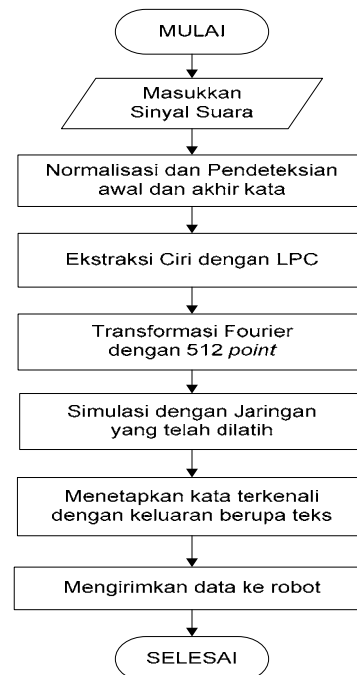 MULAI
Masukkan
Sinyal Suara
Normalisasi dan Pendeteksian
awal dan akhir kata
Ekstraksi Ciri dengan LPC
Transformasi Fourier
dengan 512 point
Simulasi dengan Jaringan
yang telah dilatih
Menetapkan kata terkenali
dengan keluaran berupa teks
Mengirimkan data ke robot
SELESAI